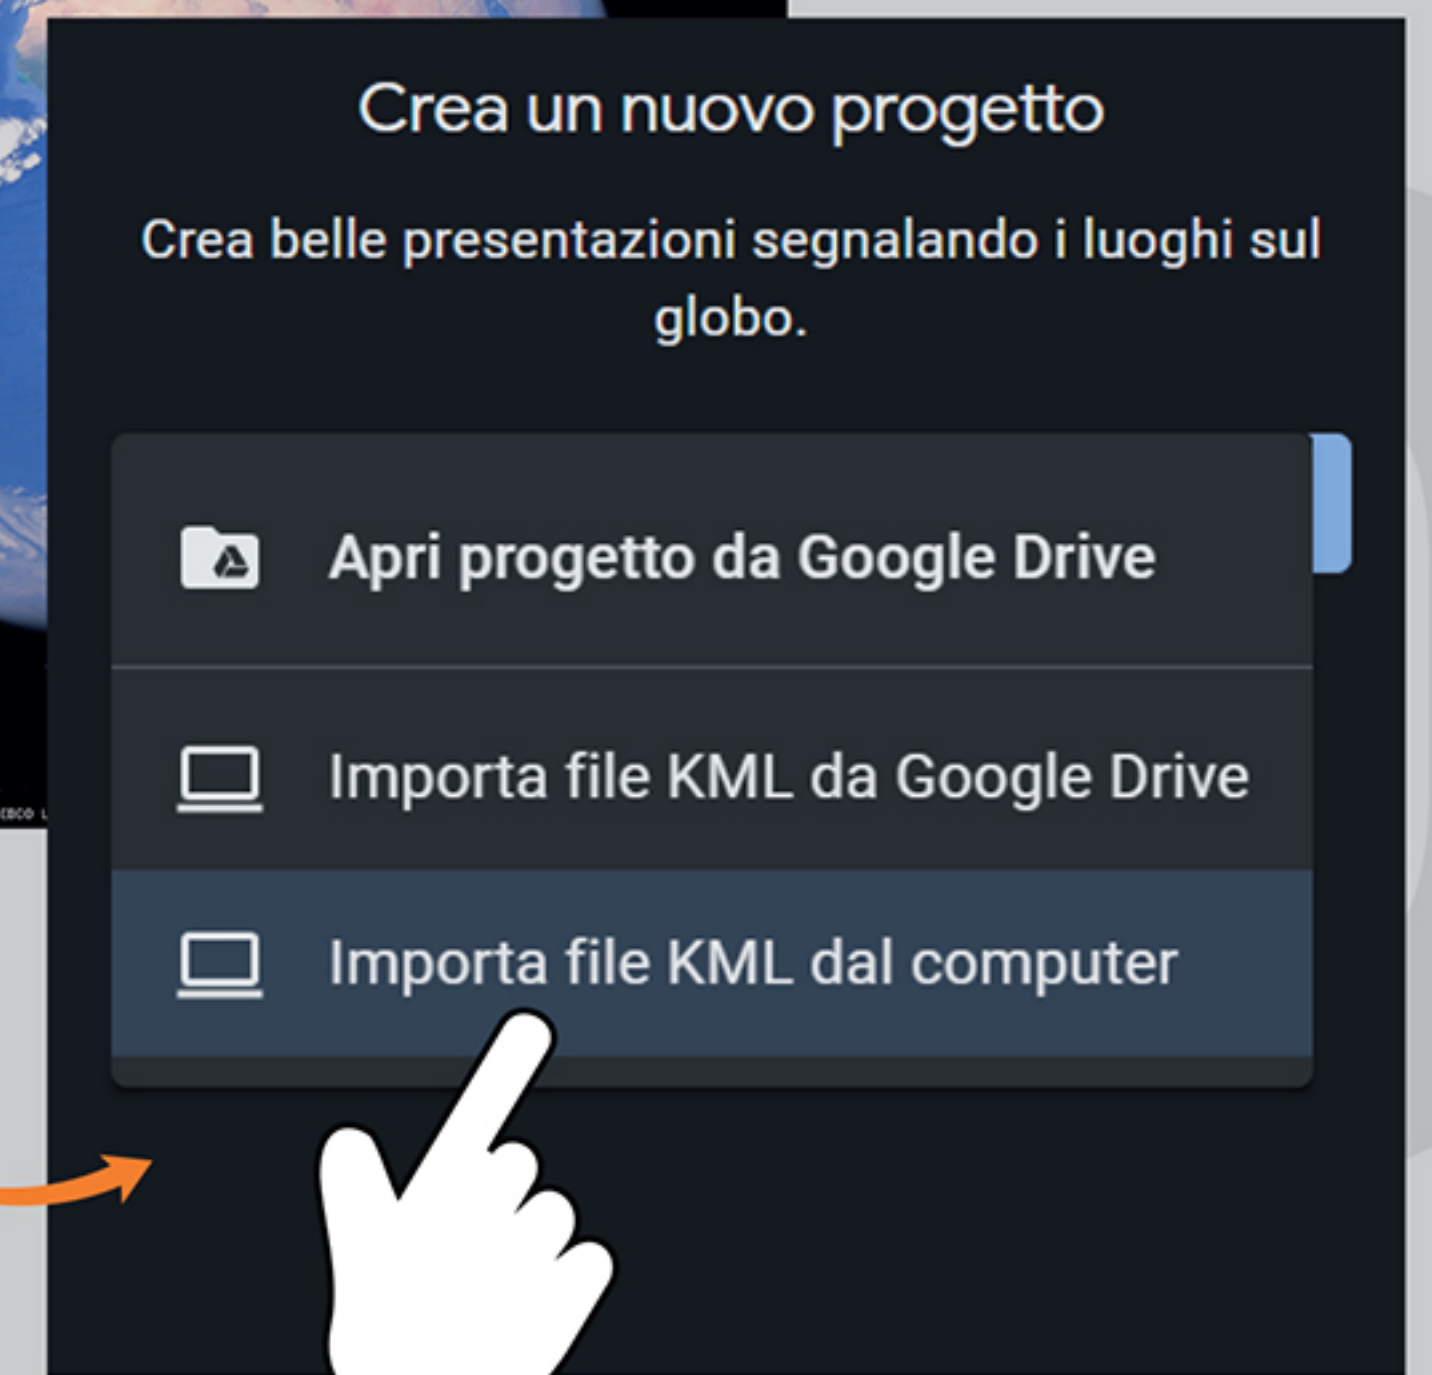 Crea un nuovo progetto
Crea belle presentazioni segnalando i luoghi sul
globo.
Apri progetto da Google Drive
Importa file KML da Google Drive
Importa file KML dal computer